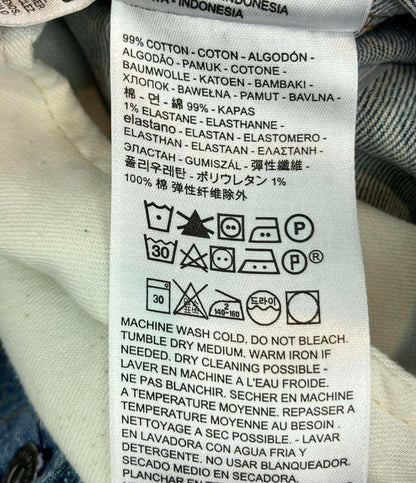 INDONESIA
INDONESIA
99% COTTON - COTON - ALGODÓN -
ALGODÃO - PAMUK - COTONE -
BAUMWOLLE - KATOEN - BAMBAKI -
ХЛОПОК - BAWEŁNA - PAMUT - BAVLNA -
棉 - 면 - 綿 99% - KAPAS
1% ELASTANE - ELASTHANNE -
elastano - ELASTAN - ELASTOMERO -
ELASTHAN - ELASTAAN - ΕΛΑΣΤΑΝΗ -
ЭЛАСТАН - GUMISZÁL - 彈性纖維 -
폴리우레탄 - ポリウレタン 1%
100% 棉 弹性纤维除外
P
30 P ®
30 2 140-160 드라이
MACHINE WASH COLD. DO NOT BLEACH.
TUMBLE DRY MEDIUM. WARM IRON IF
NEEDED. DRY CLEANING POSSIBLE -
LAVER EN MACHINE A L'EAU FROIDE.
NE PAS BLANCHIR. SECHER EN MACHINE
A TEMPERATURE MOYENNE. REPASSER A
TEMPERATURE MOYENNE AU BESOIN .
NETTOYAGE A SEC POSSIBLE - LAVAR
EN LAVADORA CON AGUA FRIA Y
DETERGENTE. NO USAR BLANQUEADOR.
SECADO MEDIO EN SECADORA.
PLANCHAR EN